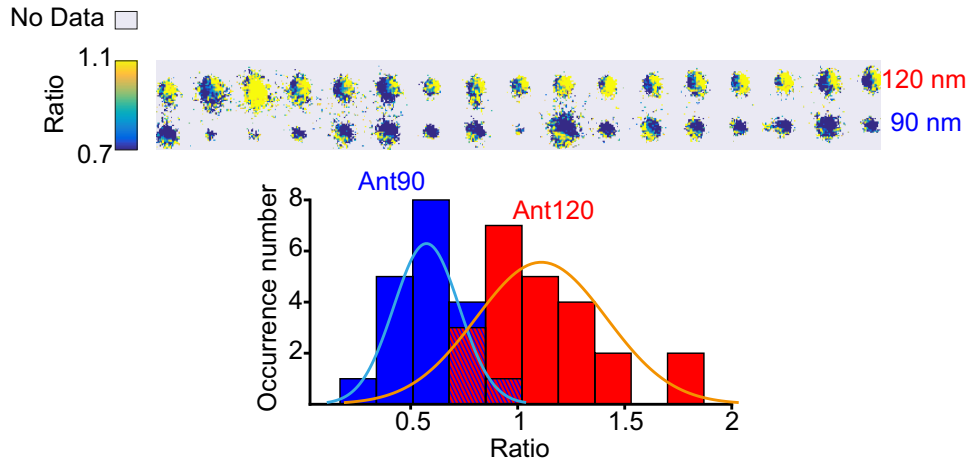 No Data
1.1
Ratio
0.7
120 nm
90 nm
Ant90
Ant120
Occurrence number
8
6
4
2
0.5 1 1.5 2
Ratio